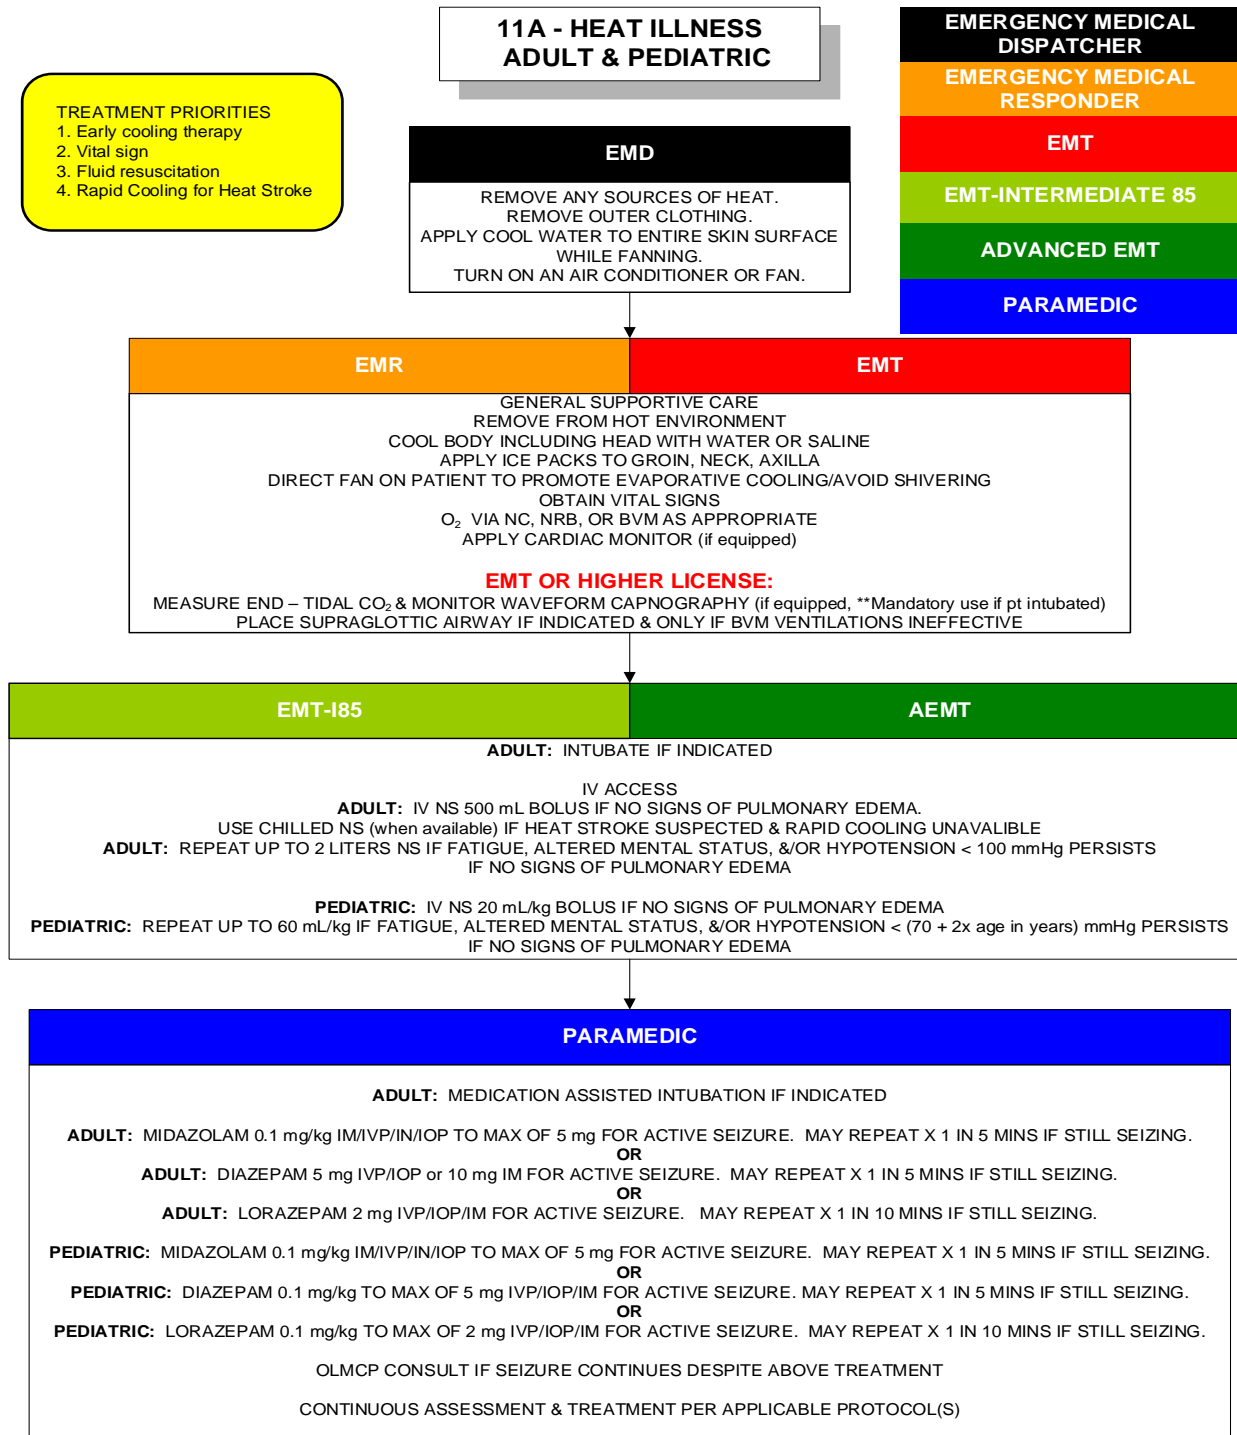 11A - HEAT ILLNESS
ADULT & PEDIATRIC
EMERGENCY MEDICAL
DISPATCHER
EMERGENCY MEDICAL
RESPONDER
EMT
EMT-INTERMEDIATE 85
ADVANCED EMT
PARAMEDIC
TREATMENT PRIORITIES
1. Early cooling therapy
2. Vital sign
3. Fluid resuscitation
4. Rapid Cooling for Heat Stroke
EMD
REMOVE ANY SOURCES OF HEAT.
REMOVE OUTER CLOTHING.
APPLY COOL WATER TO ENTIRE SKIN SURFACE
WHILE FANNING.
TURN ON AN AIR CONDITIONER OR FAN.
EMR
EMT
GENERAL SUPPORTIVE CARE
REMOVE FROM HOT ENVIRONMENT
COOL BODY INCLUDING HEAD WITH WATER OR SALINE
APPLY ICE PACKS TO GROIN, NECK, AXILLA
DIRECT FAN ON PATIENT TO PROMOTE EVAPORATIVE COOLING/AVOID SHIVERING
OBTAIN VITAL SIGNS
O₂ VIA NC, NRB, OR BVM AS APPROPRIATE
APPLY CARDIAC MONITOR (if equipped)
EMT OR HIGHER LICENSE:
MEASURE END – TIDAL CO₂ & MONITOR WAVEFORM CAPNOGRAPHY (if equipped, **Mandatory use if pt intubated)
PLACE SUPRAGLOTTIC AIRWAY IF INDICATED & ONLY IF BVM VENTILATIONS INEFFECTIVE
EMT-I85
AEMT
ADULT: INTUBATE IF INDICATED
IV ACCESS
ADULT: IV NS 500 mL BOLUS IF NO SIGNS OF PULMONARY EDEMA.
USE CHILLED NS (when available) IF HEAT STROKE SUSPECTED & RAPID COOLING UNAVALIBLE
ADULT: REPEAT UP TO 2 LITERS NS IF FATIGUE, ALTERED MENTAL STATUS, &/OR HYPOTENSION < 100 mmHg PERSISTS
IF NO SIGNS OF PULMONARY EDEMA
PEDIATRIC: IV NS 20 mL/kg BOLUS IF NO SIGNS OF PULMONARY EDEMA
PEDIATRIC: REPEAT UP TO 60 mL/kg IF FATIGUE, ALTERED MENTAL STATUS, &/OR HYPOTENSION < (70 + 2x age in years) mmHg PERSISTS
IF NO SIGNS OF PULMONARY EDEMA
PARAMEDIC
ADULT: MEDICATION ASSISTED INTUBATION IF INDICATED
ADULT: MIDAZOLAM 0.1 mg/kg IM/IVP/IN/IOP TO MAX OF 5 mg FOR ACTIVE SEIZURE. MAY REPEAT X 1 IN 5 MINS IF STILL SEIZING.
OR
ADULT: DIAZEPAM 5 mg IVP/IOP or 10 mg IM FOR ACTIVE SEIZURE. MAY REPEAT X 1 IN 5 MINS IF STILL SEIZING.
OR
ADULT: LORAZEPAM 2 mg IVP/IOP/IM FOR ACTIVE SEIZURE. MAY REPEAT X 1 IN 10 MINS IF STILL SEIZING.
PEDIATRIC: MIDAZOLAM 0.1 mg/kg IM/IVP/IN/IOP TO MAX OF 5 mg FOR ACTIVE SEIZURE. MAY REPEAT X 1 IN 5 MINS IF STILL SEIZING.
OR
PEDIATRIC: DIAZEPAM 0.1 mg/kg TO MAX OF 5 mg IVP/IOP/IM FOR ACTIVE SEIZURE. MAY REPEAT X 1 IN 5 MINS IF STILL SEIZING.
OR
PEDIATRIC: LORAZEPAM 0.1 mg/kg TO MAX OF 2 mg IVP/IOP/IM FOR ACTIVE SEIZURE. MAY REPEAT X 1 IN 10 MINS IF STILL SEIZING.
OLMCP CONSULT IF SEIZURE CONTINUES DESPITE ABOVE TREATMENT
CONTINUOUS ASSESSMENT & TREATMENT PER APPLICABLE PROTOCOL(S)